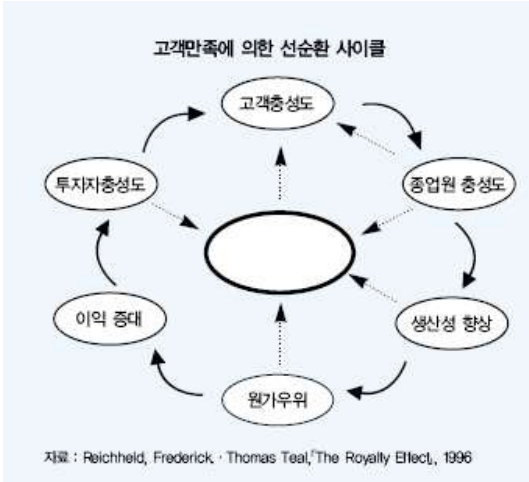 고객만족에 의한 선순환 사이클
고객충성도
투자자충성도
종업원 충성도
이익 증대
생산성 향상
원가우위
자료 : Reichheld, Frederick. · Thomas Teal,「The Royalty Effect」, 1996